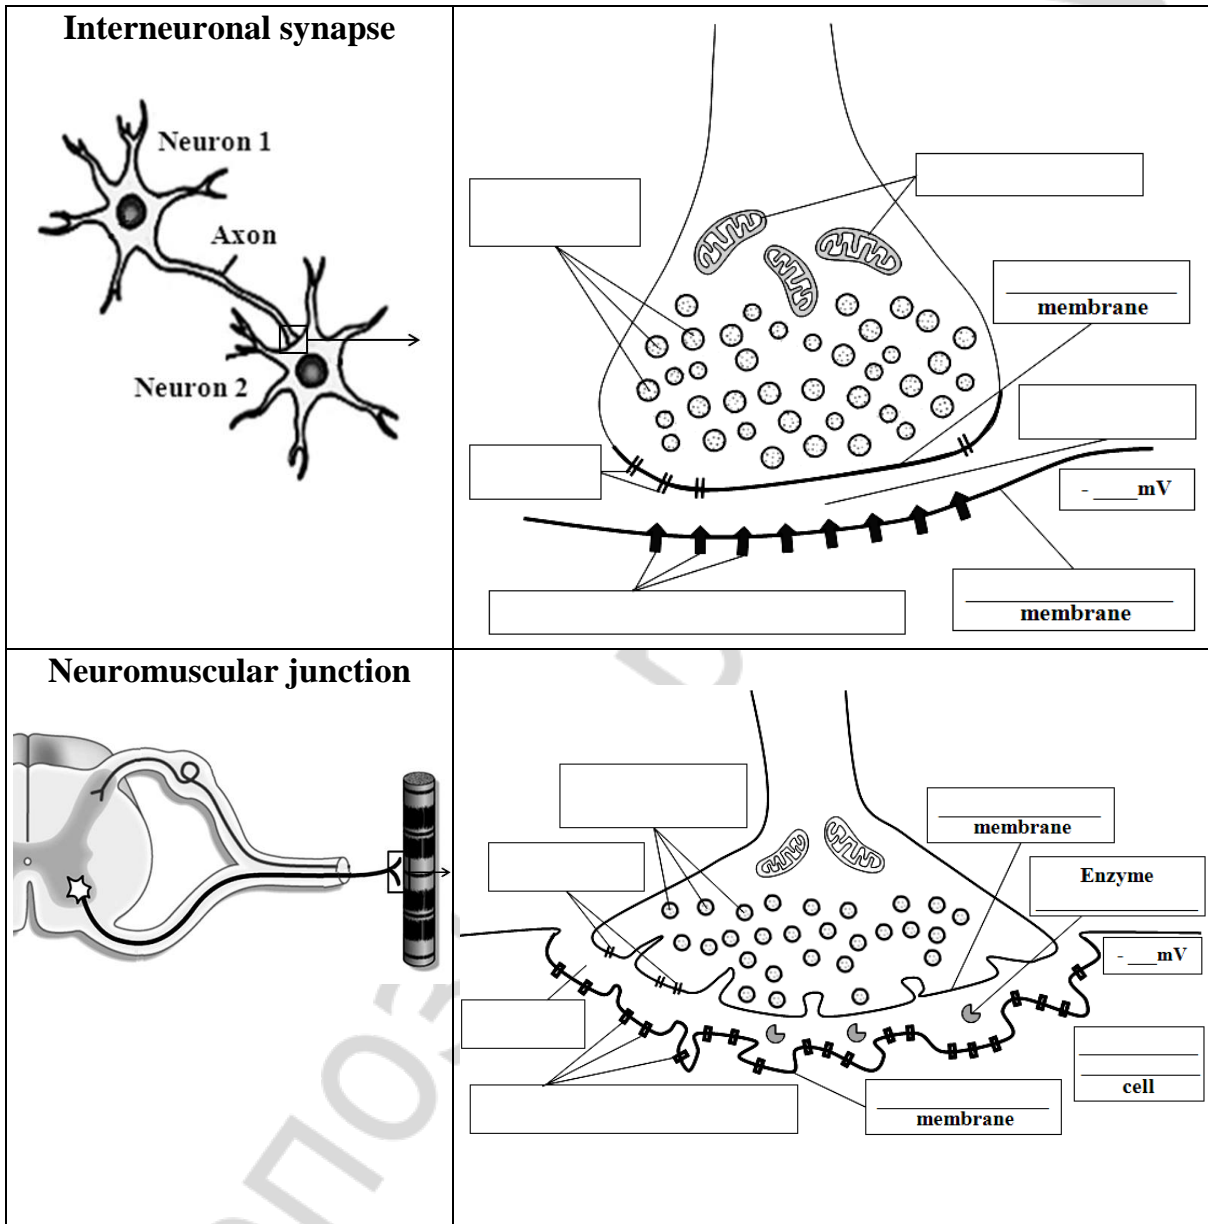 Interneuronal synapse
Neuron 1
Axon
Neuron 2
membrane
- ____mV
membrane
Neuromuscular junction
membrane
Enzyme
- ___mV
cell
membrane